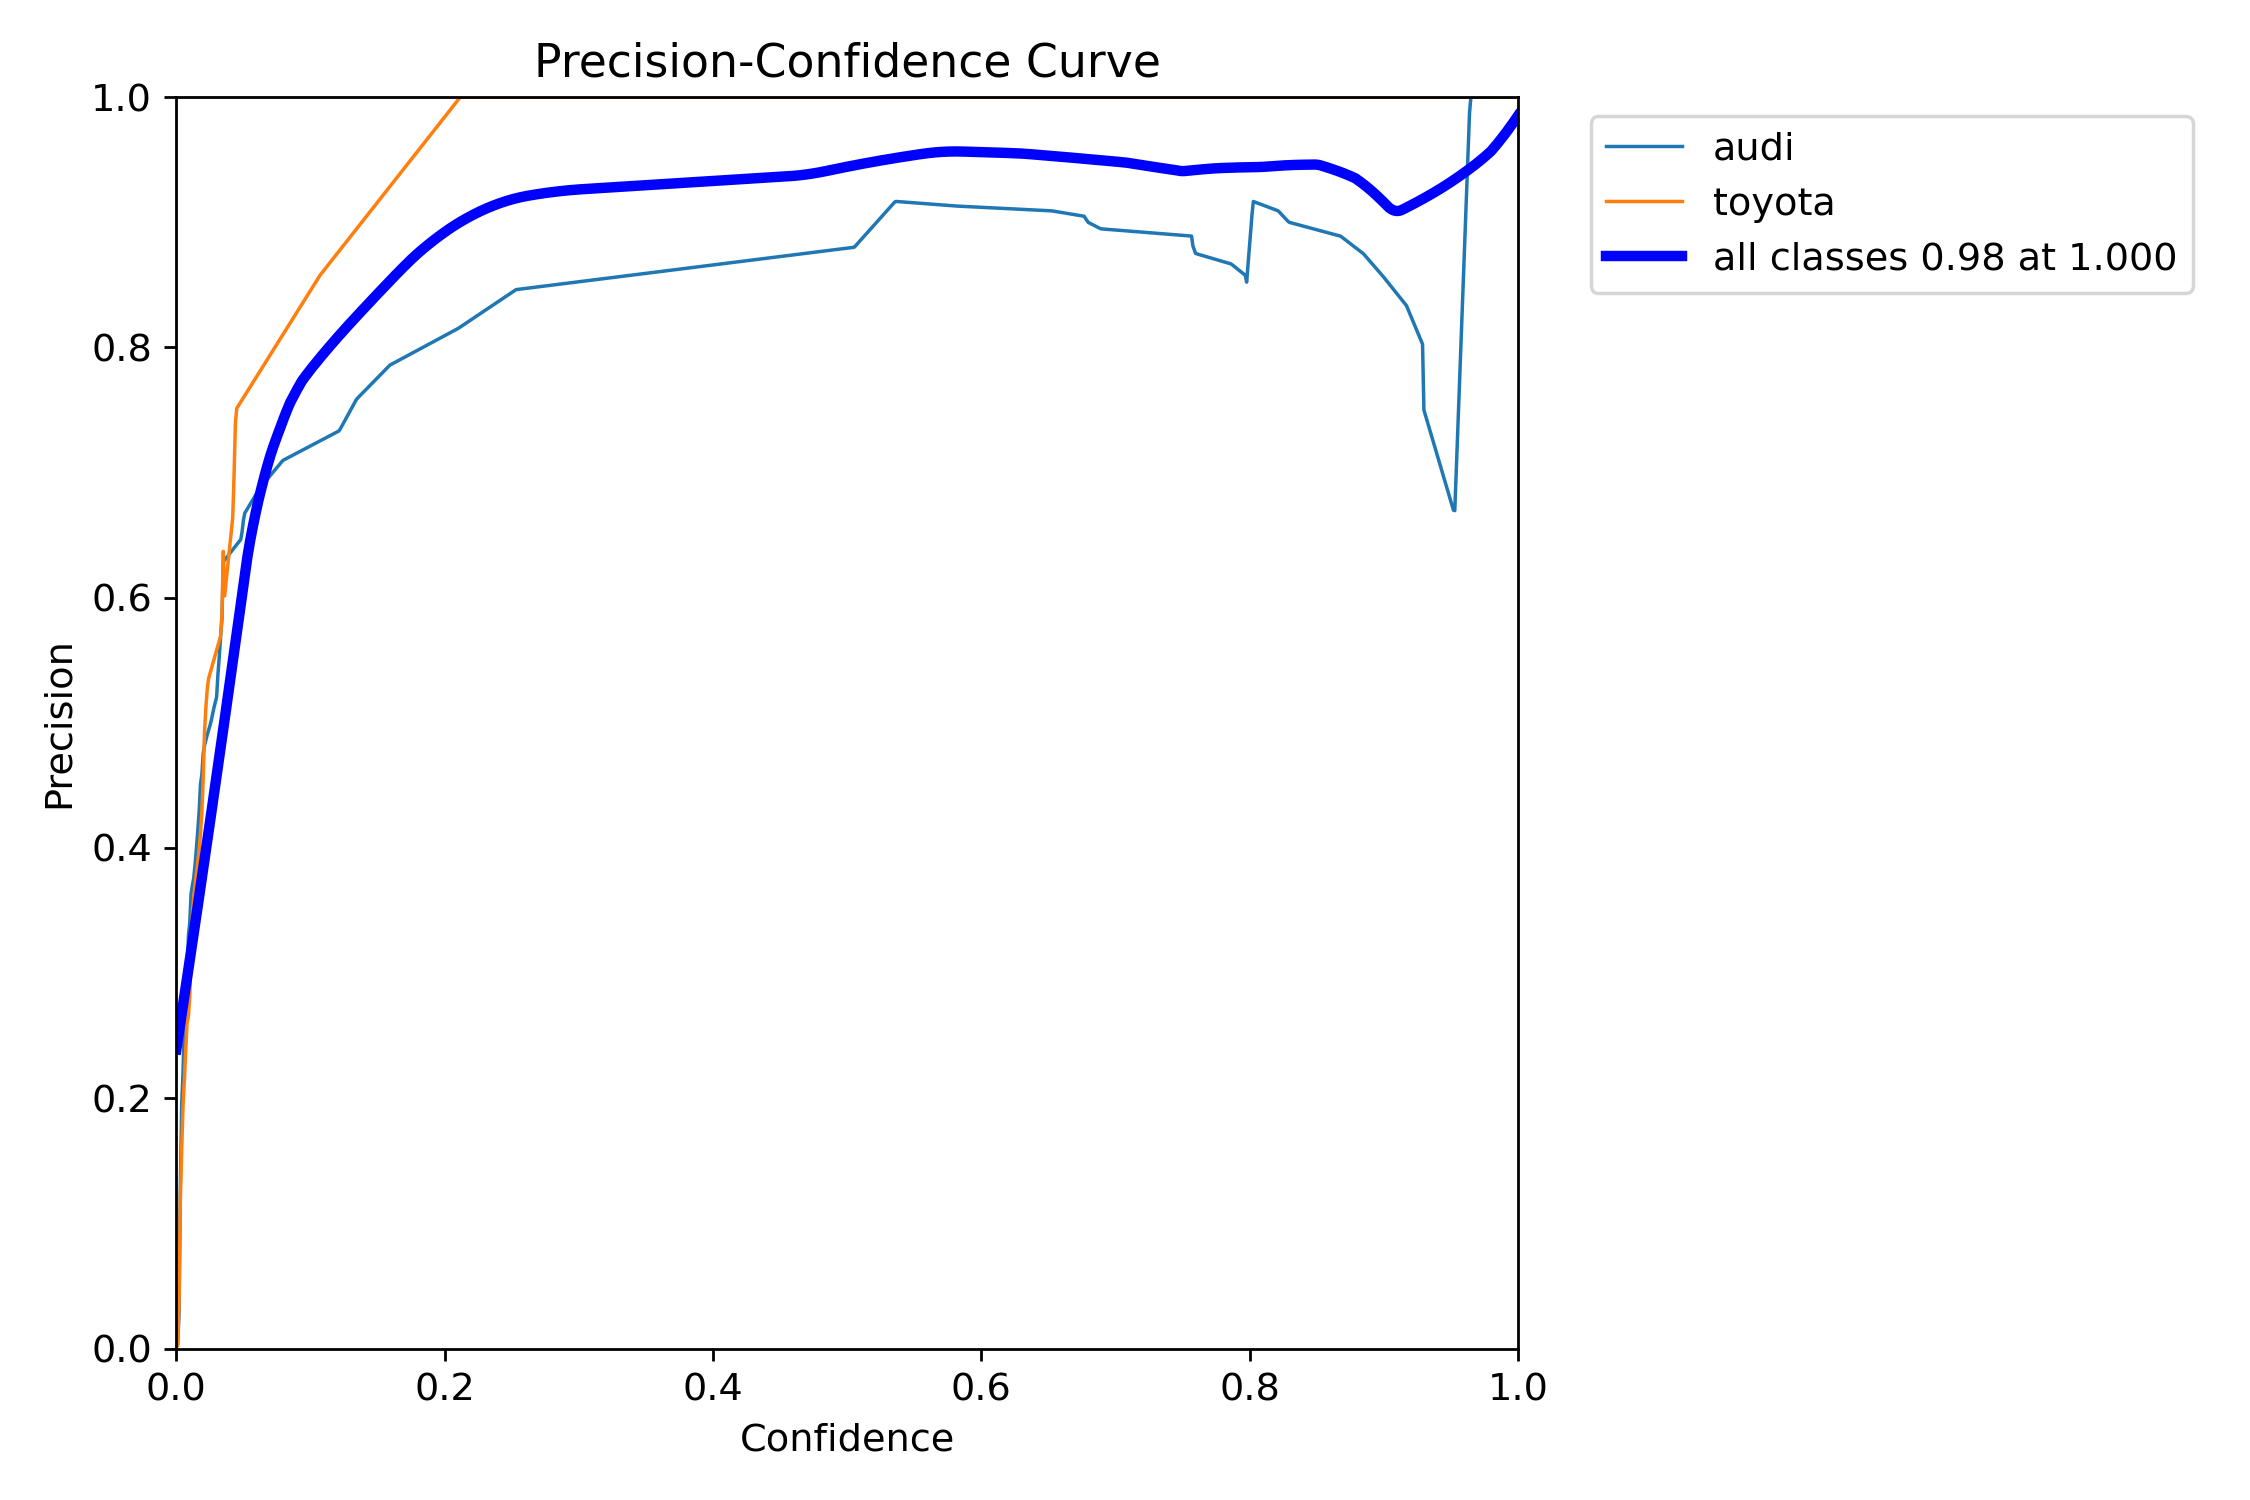 Precision-Confidence Curve
1.0
0.8
0.6
0.4
0.2
0.0
Precision
0.0 0.2 0.4 0.6 0.8 1.0
Confidence
audi
toyota
all classes 0.98 at 1.000